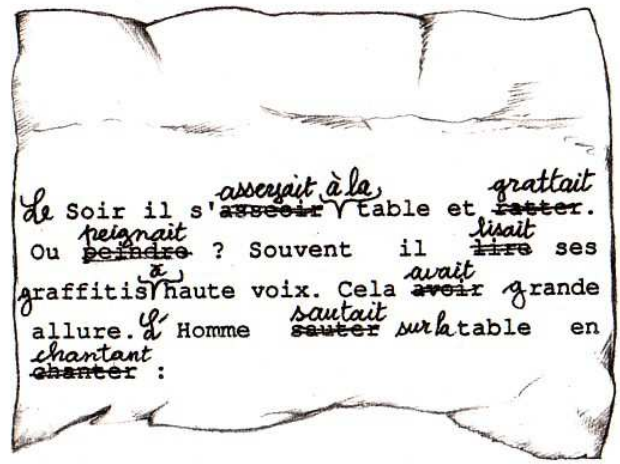 asseyait à la grattait
Le Soir il s'asseoir table et ratter.
peignait lisait
Ou peindre ? Souvent il lire ses
à avait
graffitis haute voix. Cela avoir grande
sautait
allure. L' Homme sauter sur la table en
chantant
chanter :